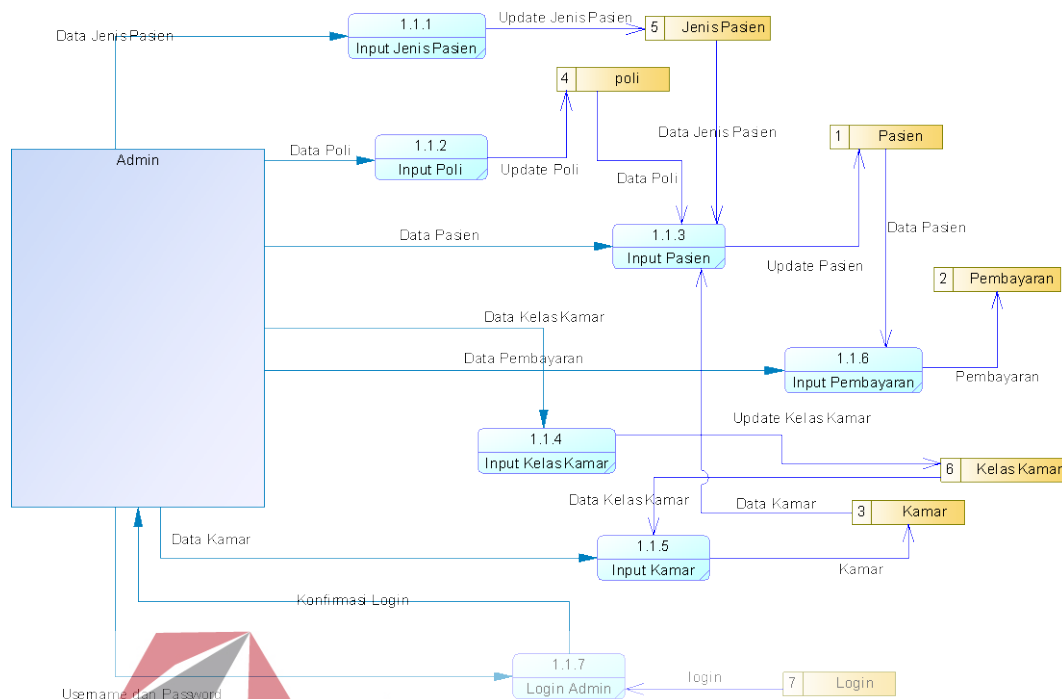 1.1.1
Update Jenis Pasien
5 Jenis Pasien
Data Jenis Pasien
Input Jenis Pasien
4 poli
Data Jenis Pasien
1 Pasien
1.1.2
Admin
Data Poli
Input Poli
Update Poli
Data Poli
1.1.3
Data Pasien
Data Pasien
Input Pasien
Update Pasien
2 Pembayaran
Data Kelas Kamar
Data Pembayaran
1.1.6
Input Pembayaran
Pembayaran
Update Kelas Kamar
1.1.4
Input Kelas Kamar
6 Kelas Kamar
Data Kelas Kamar
Data Kamar
3 Kamar
Data Kamar
1.1.5
Input Kamar
Kamar
Konfirmasi Login
1.1.7
login
7 Login
Login Admin
Username dan Password